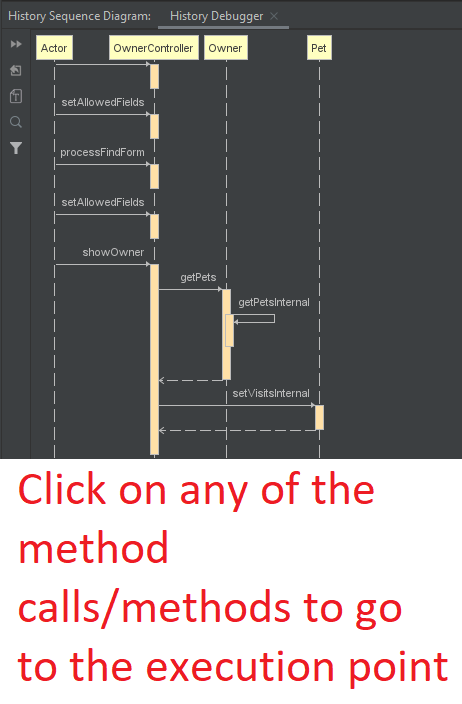 History Sequence Diagram: History Debugger
Actor OwnerController Owner Pet
setAllowedFields
processFindForm
setAllowedFields
showOwner
getPets
getPetsInternal
setVisitsInternal
Click on any of the
method
calls/methods to go
to the execution point